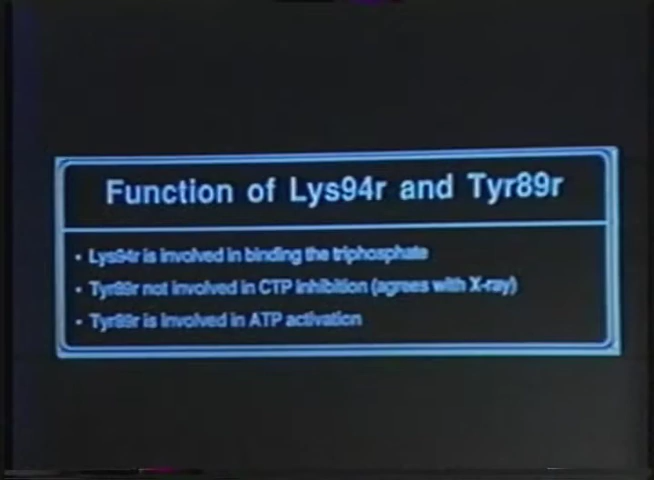 Function of Lys94r and Tyr89r
• Lys94r is involved in binding the triphosphate
• Tyr89r not involved in CTP inhibition (agrees with X-ray)
• Tyr89r is involved in ATP activation